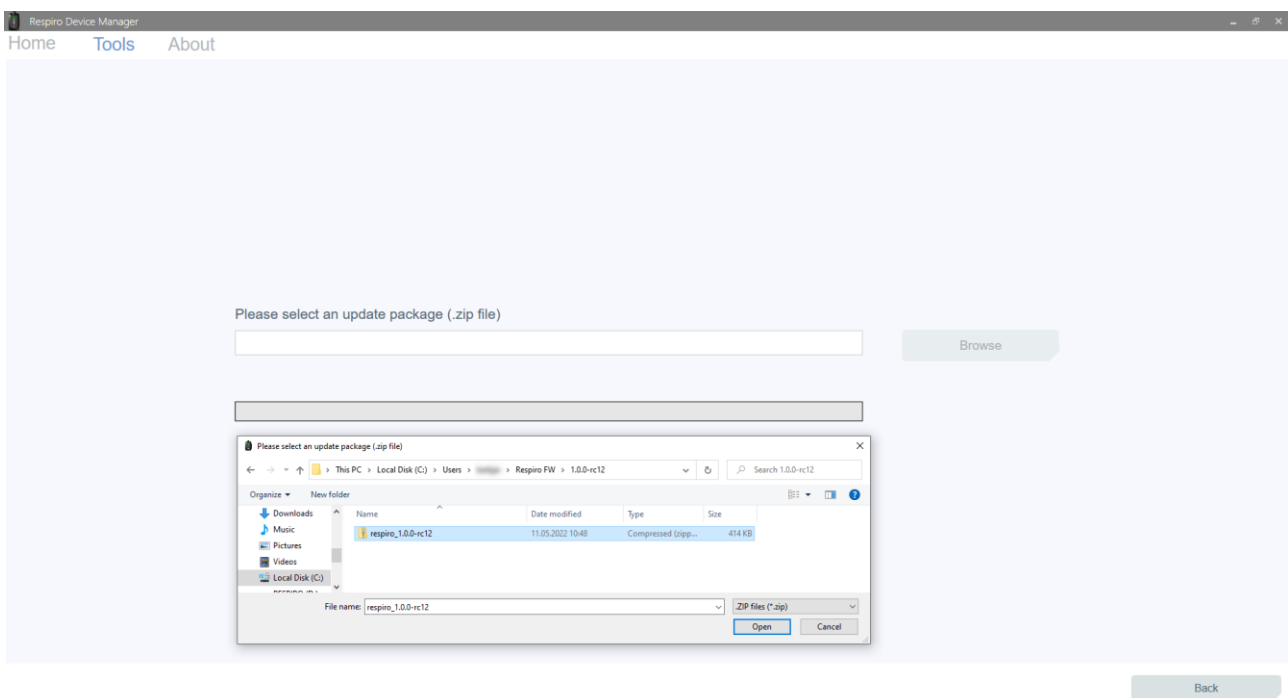 Respiro Device Manager
Home Tools About
Please select an update package (.zip file)
Browse
Please select an update package (.zip file)
This PC > Local Disk (C:) > Users > > Respiro FW > 1.0.0-rc12
Search 1.0.0-rc12
Organize New folder
Downloads
Music
Pictures
Videos
Local Disk (C:)
Name Date modified Type Size
respiro_1.0.0-rc12 11.05.2022 10:48 Compressed (zipp... 414 KB
File name: respiro_1.0.0-rc12 .ZIP files (*.zip)
Open Cancel
Back